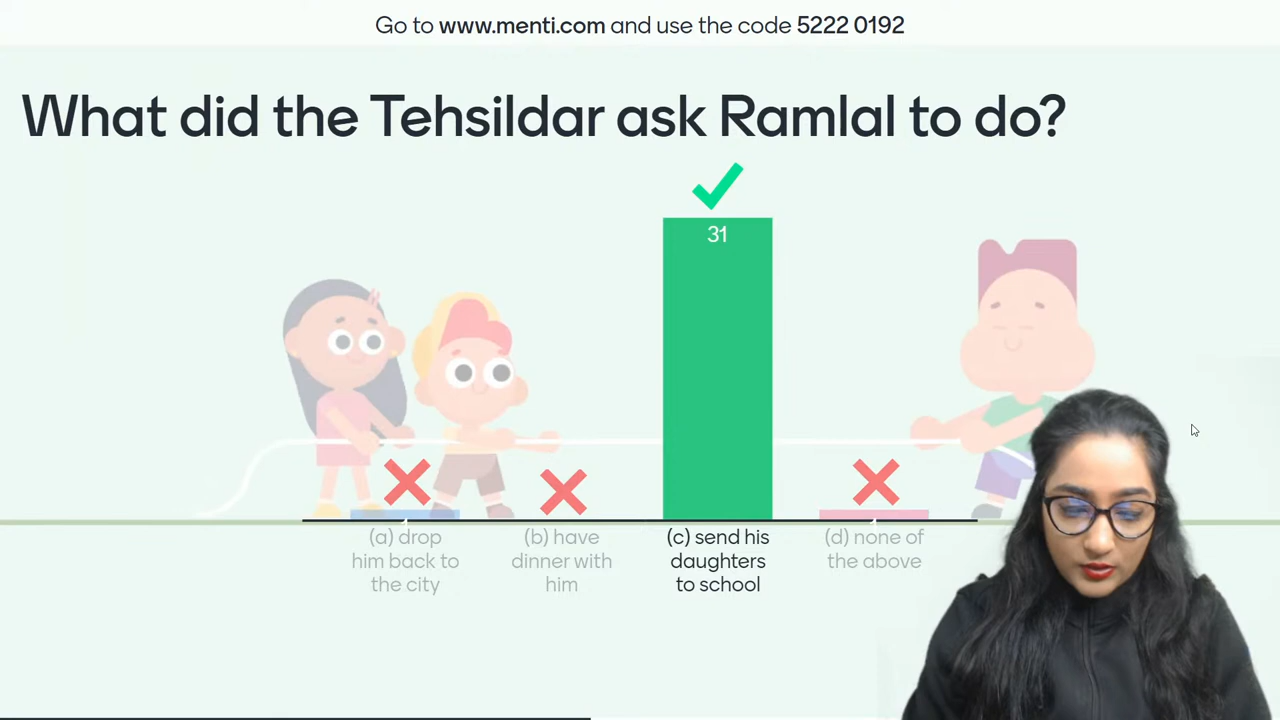 Go to www.menti.com and use the code 5222 0192
What did the Tehsildar ask Ramlal to do?
31
(a) drop
him back to
the city
(b) have
dinner with
him
(c) send his
daughters
to school
(d) none of
the above